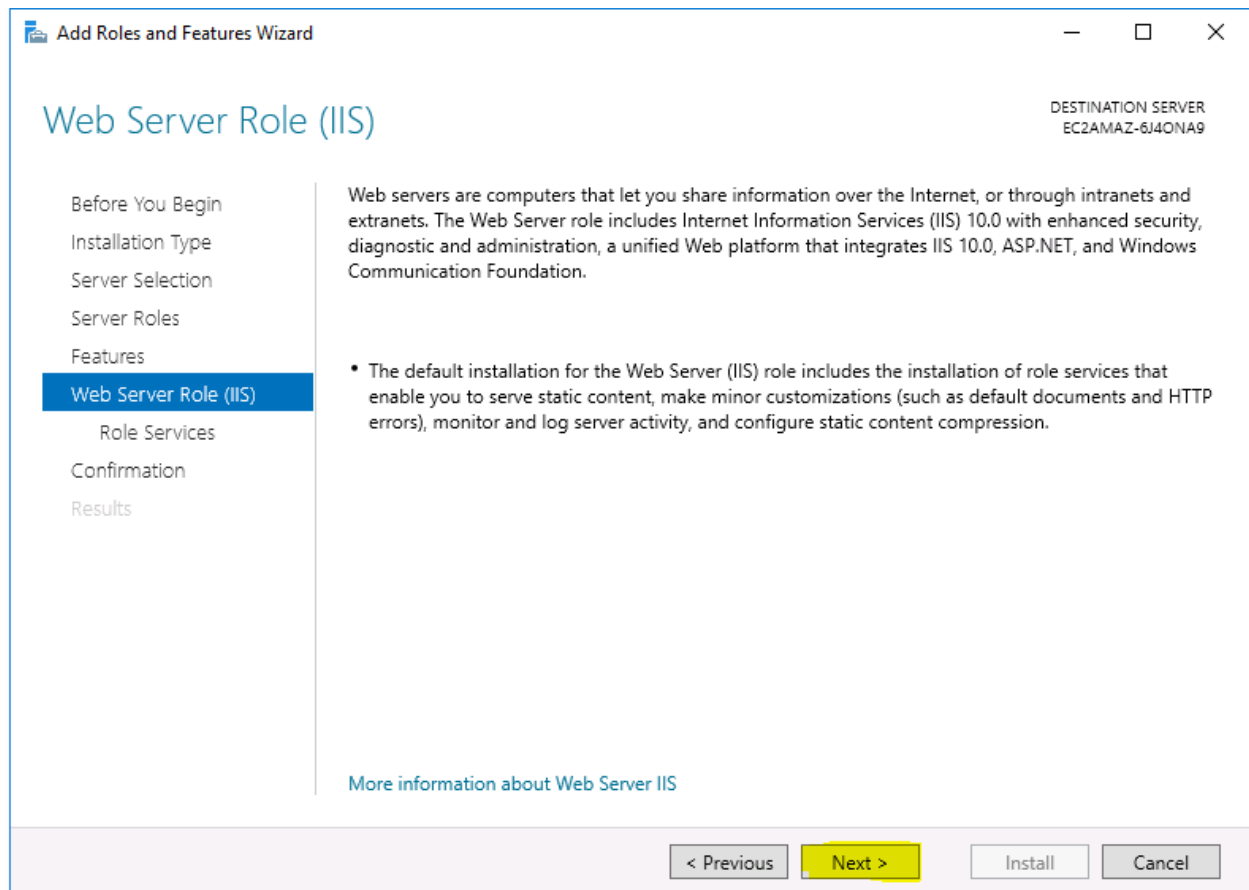 Add Roles and Features Wizard
Web Server Role (IIS)
DESTINATION SERVER
EC2AMAZ-6J4ONA9
Before You Begin
Installation Type
Server Selection
Server Roles
Features
Web Server Role (IIS)
Role Services
Confirmation
Results
Web servers are computers that let you share information over the Internet, or through intranets and
extranets. The Web Server role includes Internet Information Services (IIS) 10.0 with enhanced security,
diagnostic and administration, a unified Web platform that integrates IIS 10.0, ASP.NET, and Windows
Communication Foundation.
• The default installation for the Web Server (IIS) role includes the installation of role services that
enable you to serve static content, make minor customizations (such as default documents and HTTP
errors), monitor and log server activity, and configure static content compression.
More information about Web Server IIS
< Previous
Next >
Install
Cancel